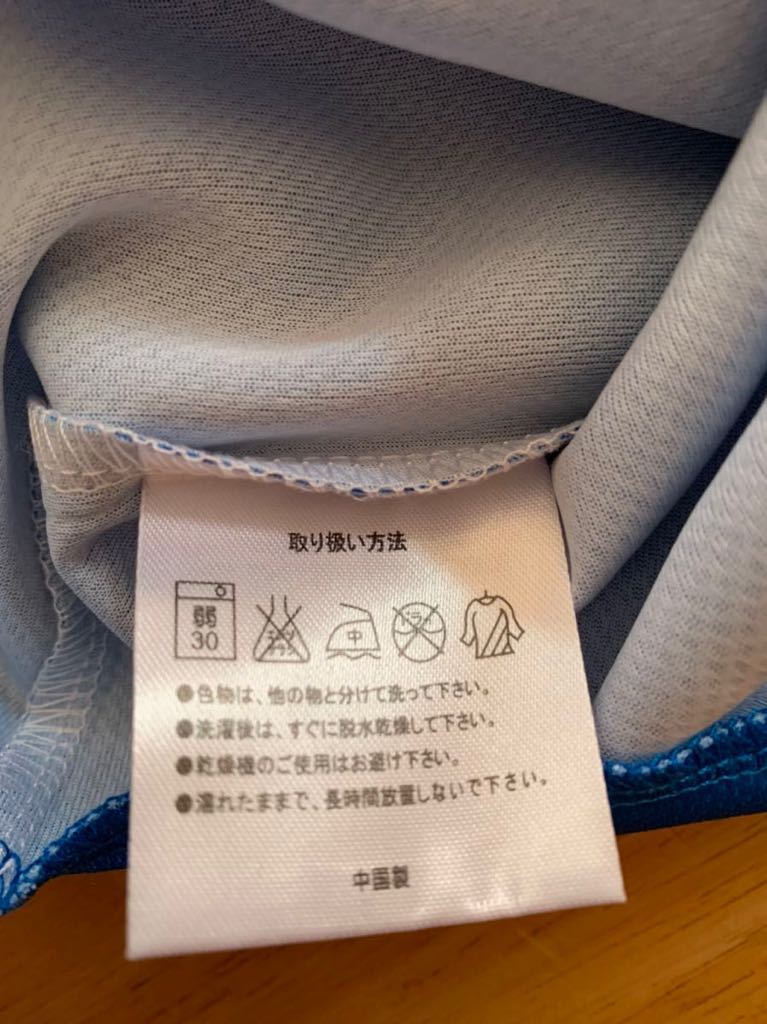 取り扱い方法
弱
30
中
●色物は、他の物と分けて洗って下さい。
●洗濯後は、すぐに脱水乾燥して下さい。
●乾燥機のご使用はお避け下さい。
●濡れたままで、長時間放置しないで下さい。
中国製